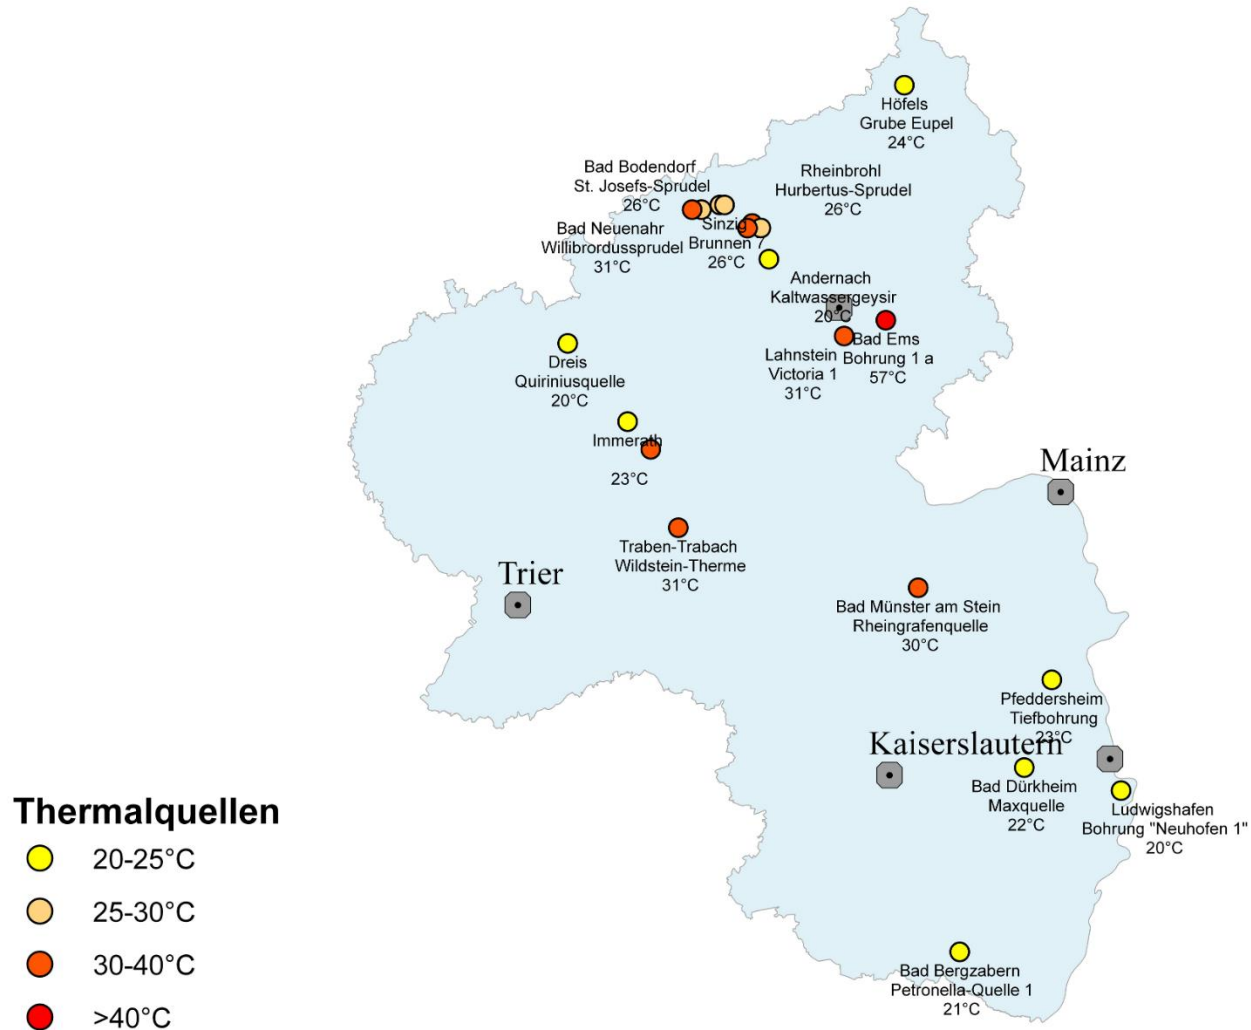 Höfels
Grube Eupel
24°C
Bad Bodendorf
St. Josefs-Sprudel
26°C
Rheinbrohl
Hurbertus-Sprudel
26°C
Bad Neuenahr
Willibrordussprudel
31°C
Sinzig
Brunnen 7
26°C
Andernach
Kaltwassergeysir
20°C
Lahnstein
Victoria 1
31°C
Bad Ems
Bohrung 1 a
57°C
Dreis
Quiriniusquelle
20°C
Immerath
23°C
Mainz
Traben-Trabach
Wildstein-Therme
31°C
Trier
Bad Münster am Stein
Rheingrafenquelle
30°C
Pfeddersheim
Tiefbohrung
23°C
Kaiserslautern
Bad Dürkheim
Maxquelle
22°C
Ludwigshafen
Bohrung "Neuhofen 1"
20°C
Bad Bergzabern
Petronella-Quelle 1
21°C
Thermalquellen
20-25°C
25-30°C
30-40°C
>40°C